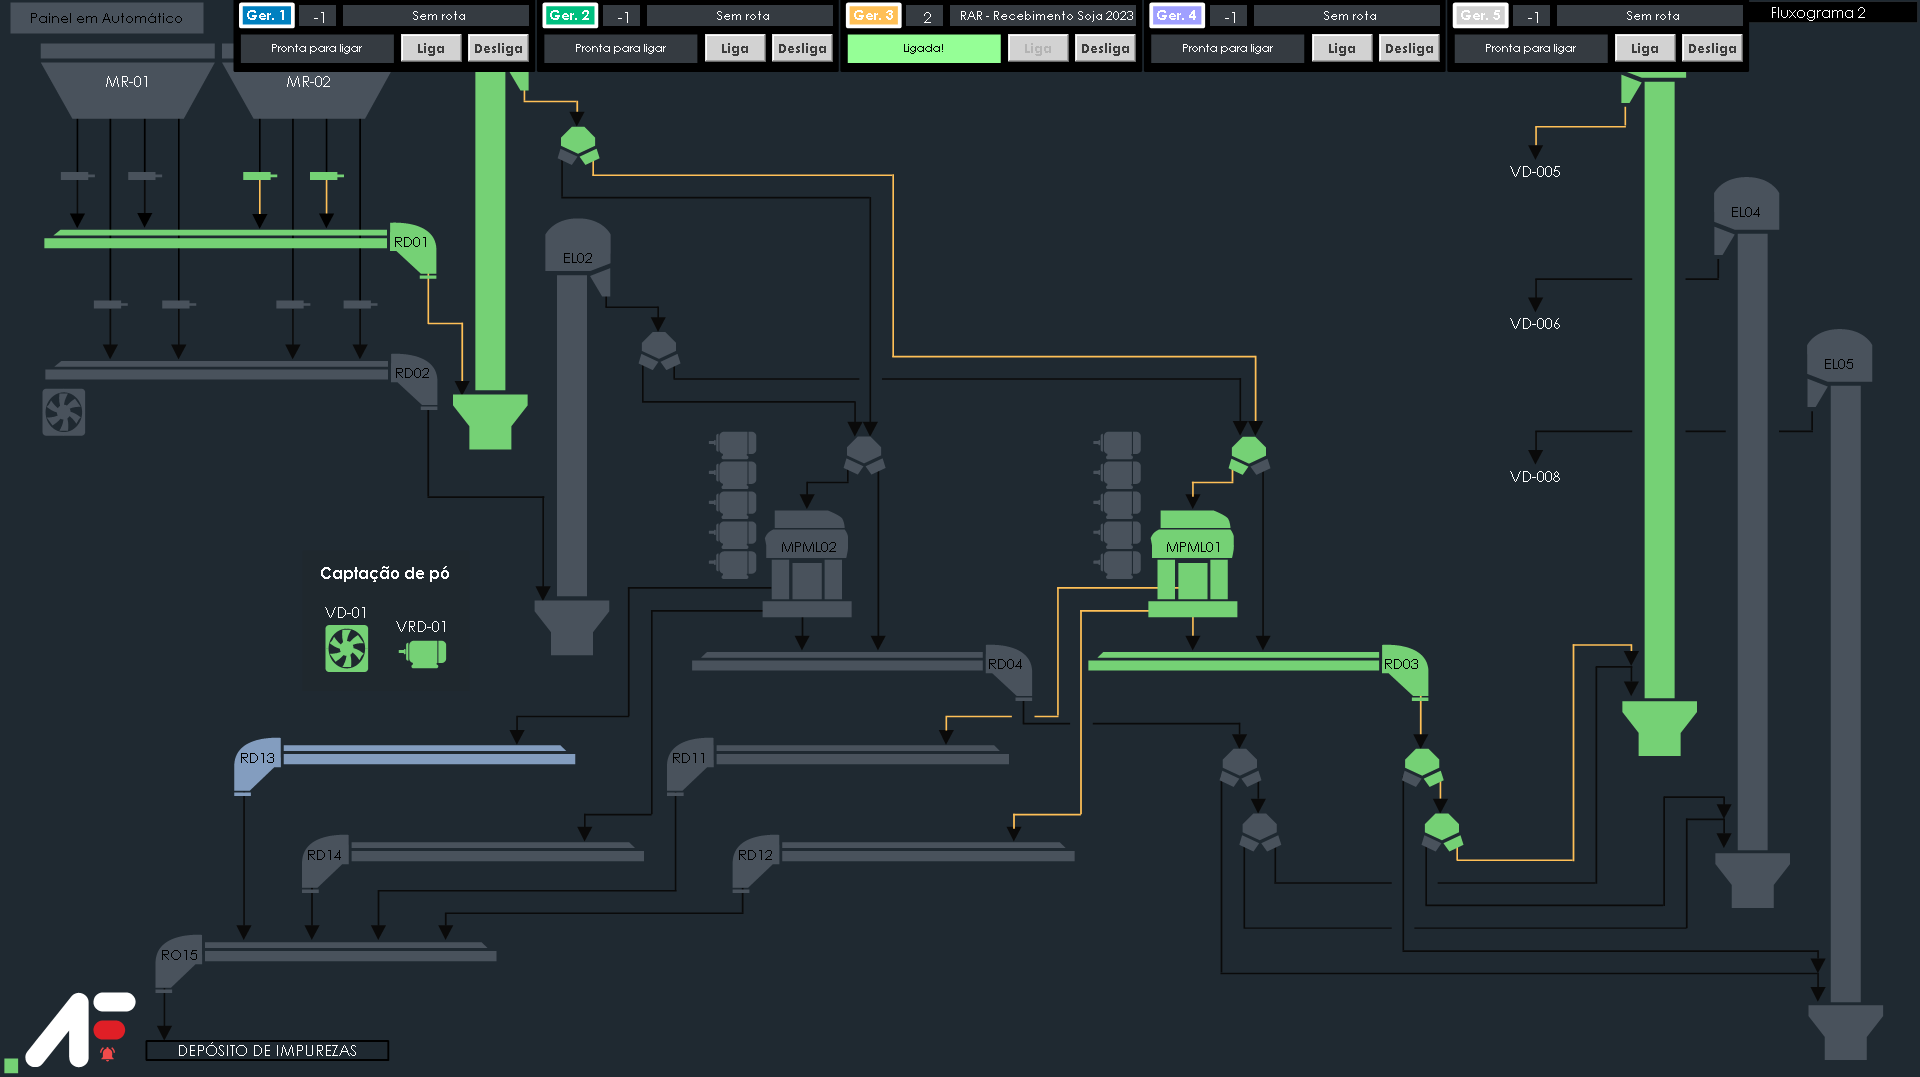 Painel em Automático
Ger. 1
-1
Sem rota
Pronta para ligar
Liga
Desliga
Ger. 2
-1
Sem rota
Pronta para ligar
Liga
Desliga
Ger. 3
2
RAR - Recebimento Soja 2023
Ligada!
Liga
Desliga
Ger. 4
-1
Sem rota
Pronta para ligar
Liga
Desliga
Ger. 5
-1
Sem rota
Pronta para ligar
Liga
Desliga
Fluxograma 2
MR-01
MR-02
VD-005
EL04
RD01
EL02
VD-006
EL05
RD02
VD-008
MPML02
MPML01
Captação de pó
VD-01
VRD-01
RD04
RD03
RD13
RD11
RD14
RD12
RO15
DEPÓSITO DE IMPUREZAS